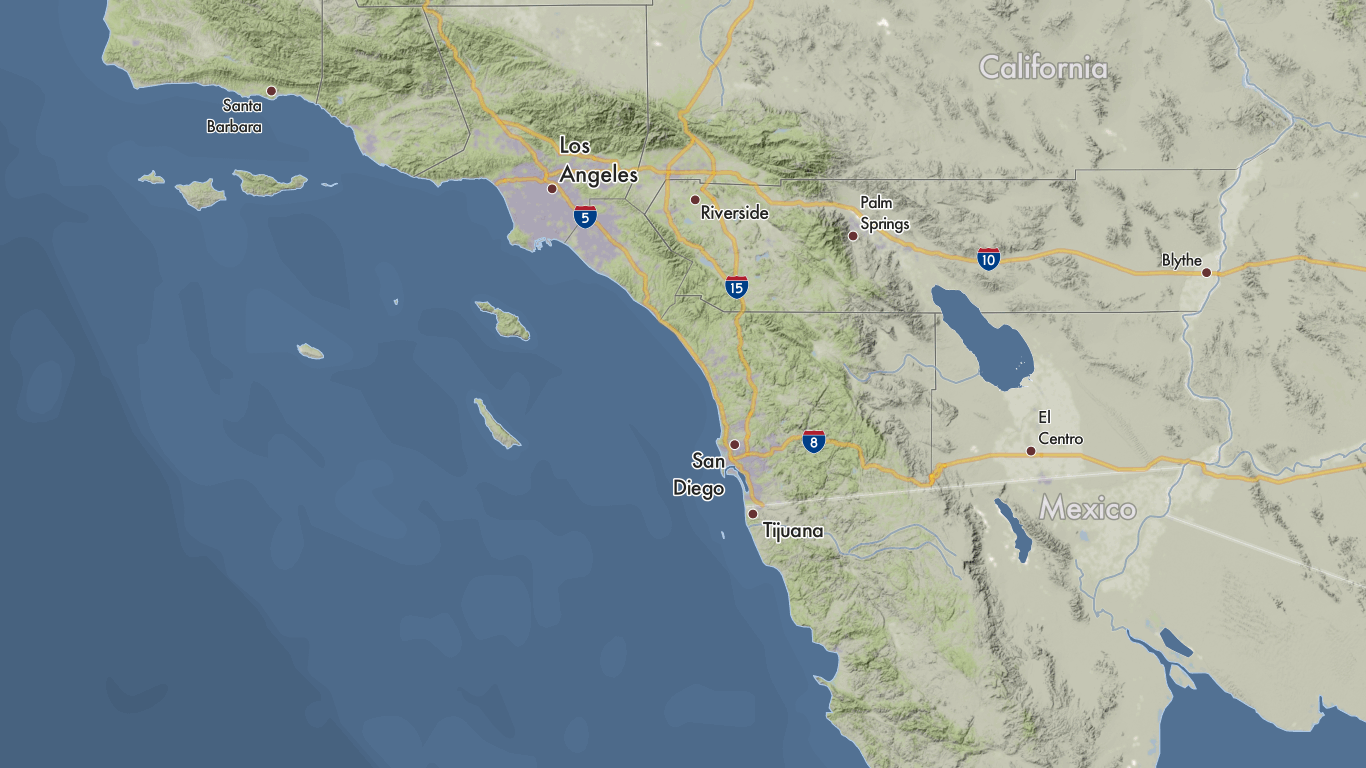 California
Santa
Barbara
Los
Angeles
Palm
Springs
Riverside
5
10
Blythe
15
El
Centro
8
San
Diego
Mexico
Tijuana